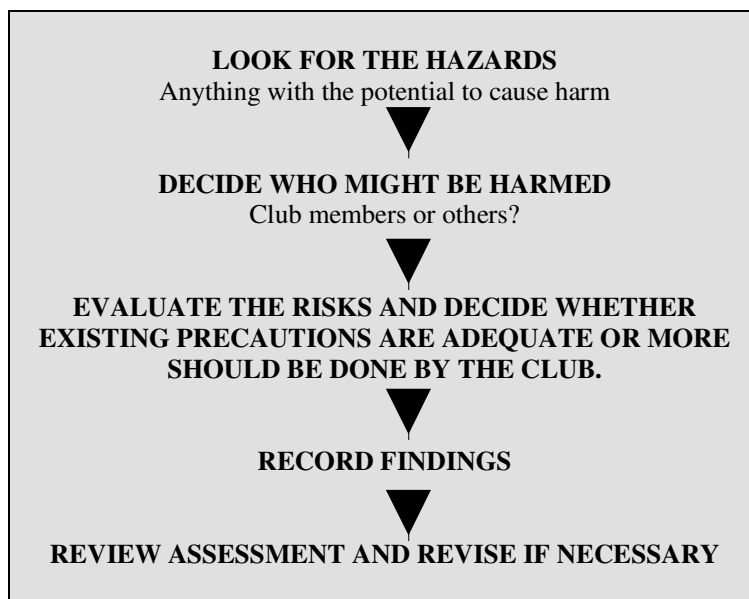 LOOK FOR THE HAZARDS
Anything with the potential to cause harm
DECIDE WHO MIGHT BE HARMED
Club members or others?
EVALUATE THE RISKS AND DECIDE WHETHER
EXISTING PRECAUTIONS ARE ADEQUATE OR MORE
SHOULD BE DONE BY THE CLUB.
RECORD FINDINGS
REVIEW ASSESSMENT AND REVISE IF NECESSARY